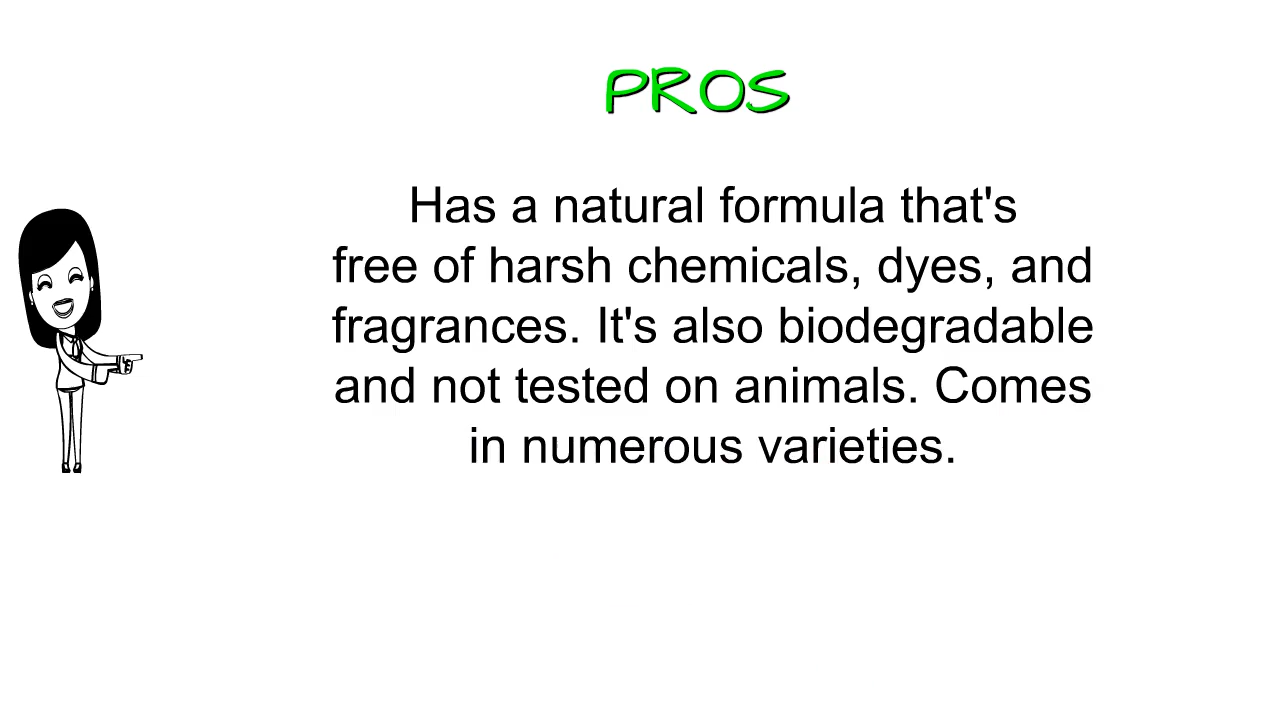 PROS
Has a natural formula that's
free of harsh chemicals, dyes, and
fragrances. It's also biodegradable
and not tested on animals. Comes
in numerous varieties.